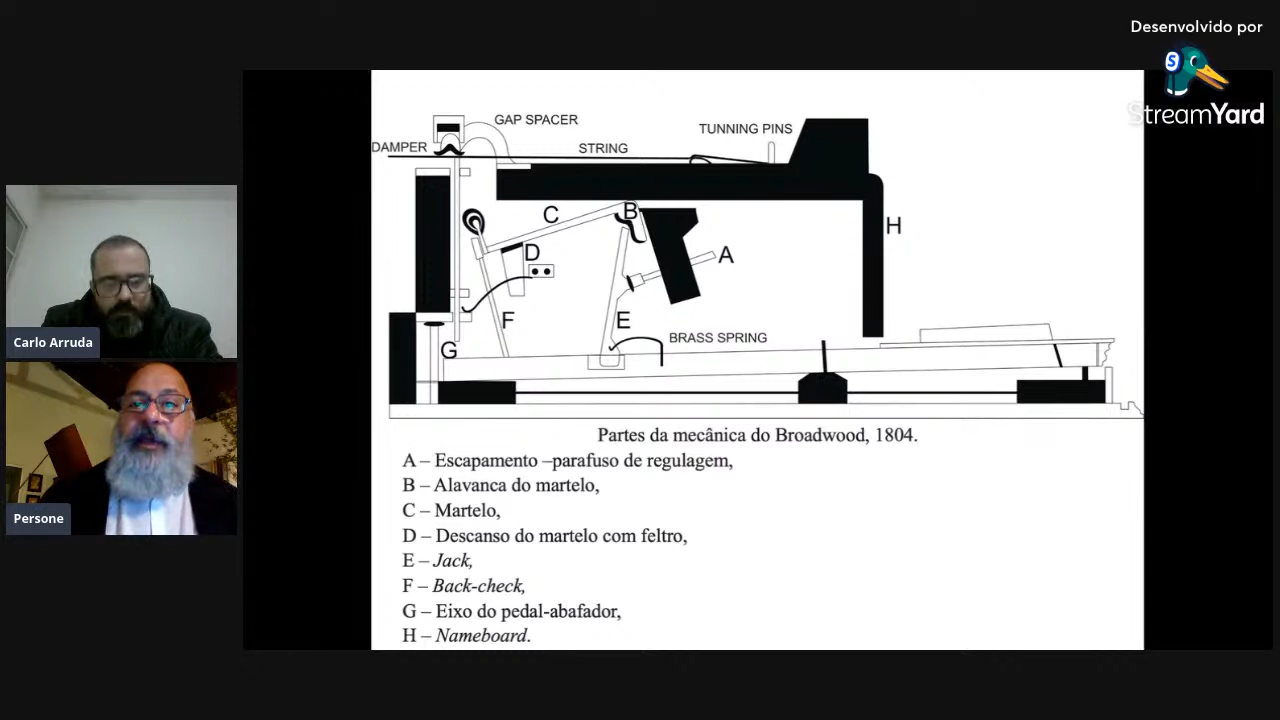 Desenvolvido por
S
StreamYard
GAP SPACER
TUNNING PINS
DAMPER
STRING
C
B
H
D
A
F
E
BRASS SPRING
G
Carlo Arruda
Persone
Partes da mecânica do Broadwood, 1804.
A – Escapamento –parafuso de regulagem,
B – Alavanca do martelo,
C – Martelo,
D – Descanso do martelo com feltro,
E – Jack,
F – Back-check,
G – Eixo do pedal-abafador,
H – Nameboard.